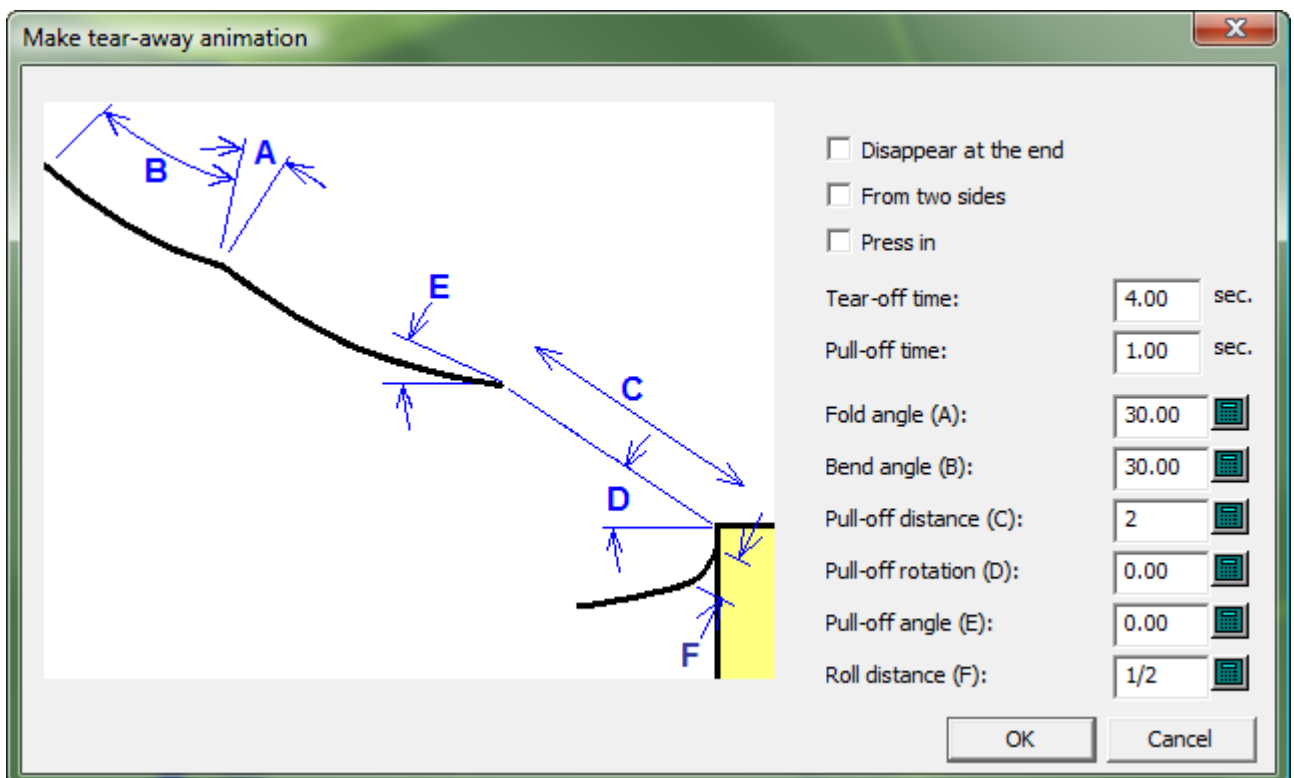 Make tear-away animation
A
B
E
C
D
F
Disappear at the end
From two sides
Press in
Tear-off time: 4.00 sec.
Pull-off time: 1.00 sec.
Fold angle (A): 30.00
Bend angle (B): 30.00
Pull-off distance (C): 2
Pull-off rotation (D): 0.00
Pull-off angle (E): 0.00
Roll distance (F): 1/2
OK Cancel